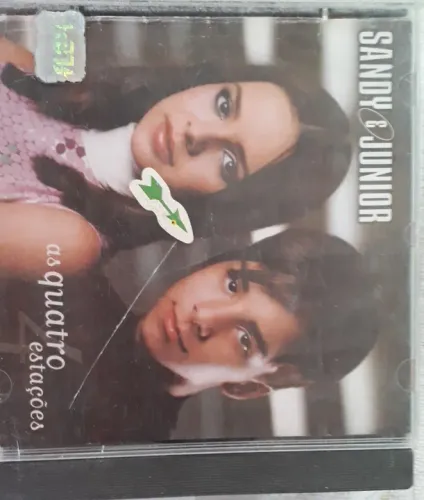 SANDY & JUNIOR
as quatro
4
estações